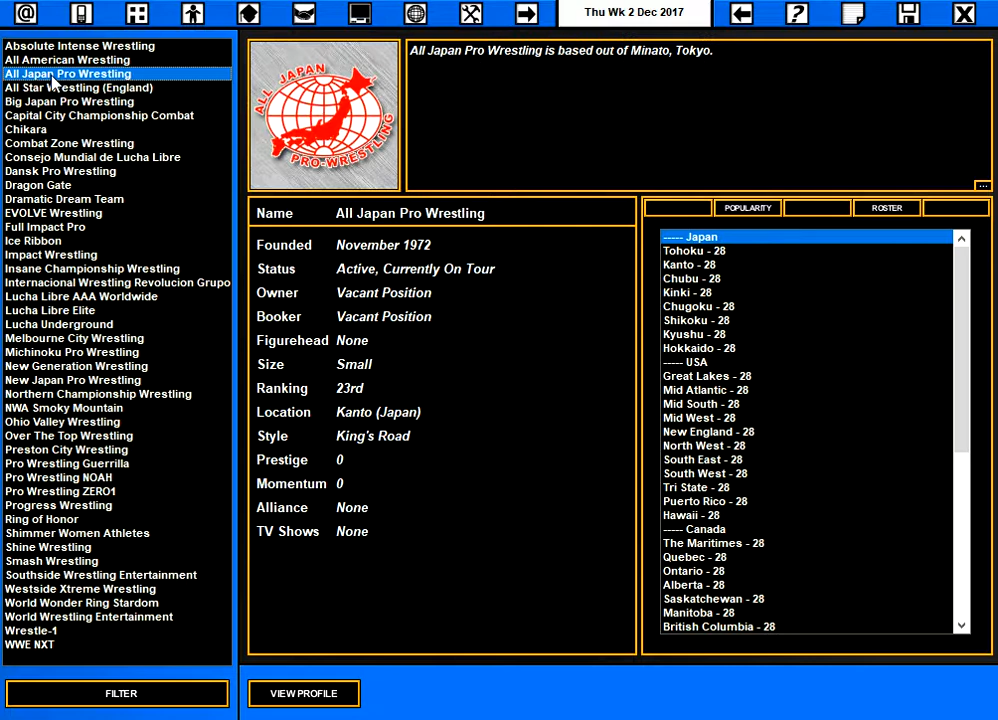 Thu Wk 2 Dec 2017
Absolute Intense Wrestling
All American Wrestling
All Japan Pro Wrestling
All Star Wrestling (England)
Big Japan Pro Wrestling
Capital City Championship Combat
Chikara
Combat Zone Wrestling
Consejo Mundial de Lucha Libre
Dansk Pro Wrestling
Dragon Gate
Dramatic Dream Team
EVOLVE Wrestling
Full Impact Pro
Ice Ribbon
Impact Wrestling
Insane Championship Wrestling
Internacional Wrestling Revolucion Grupo
Lucha Libre AAA Worldwide
Lucha Libre Elite
Lucha Underground
Melbourne City Wrestling
Michinoku Pro Wrestling
New Generation Wrestling
New Japan Pro Wrestling
Northern Championship Wrestling
NWA Smoky Mountain
Ohio Valley Wrestling
Over The Top Wrestling
Preston City Wrestling
Pro Wrestling Guerrilla
Pro Wrestling NOAH
Pro Wrestling ZERO1
Progress Wrestling
Ring of Honor
Shimmer Women Athletes
Shine Wrestling
Smash Wrestling
Southside Wrestling Entertainment
Westside Xtreme Wrestling
World Wonder Ring Stardom
World Wrestling Entertainment
Wrestle-1
WWE NXT
FILTER
ALL JAPAN
PRO-WRESTLING
All Japan Pro Wrestling is based out of Minato, Tokyo.
...
Name All Japan Pro Wrestling
Founded November 1972
Status Active, Currently On Tour
Owner Vacant Position
Booker Vacant Position
Figurehead None
Size Small
Ranking 23rd
Location Kanto (Japan)
Style King's Road
Prestige 0
Momentum 0
Alliance None
TV Shows None
POPULARITY ROSTER
----- Japan
Tohoku - 28
Kanto - 28
Chubu - 28
Kinki - 28
Chugoku - 28
Shikoku - 28
Kyushu - 28
Hokkaido - 28
----- USA
Great Lakes - 28
Mid Atlantic - 28
Mid South - 28
Mid West - 28
New England - 28
North West - 28
South East - 28
South West - 28
Tri State - 28
Puerto Rico - 28
Hawaii - 28
----- Canada
The Maritimes - 28
Quebec - 28
Ontario - 28
Alberta - 28
Saskatchewan - 28
Manitoba - 28
British Columbia - 28
VIEW PROFILE